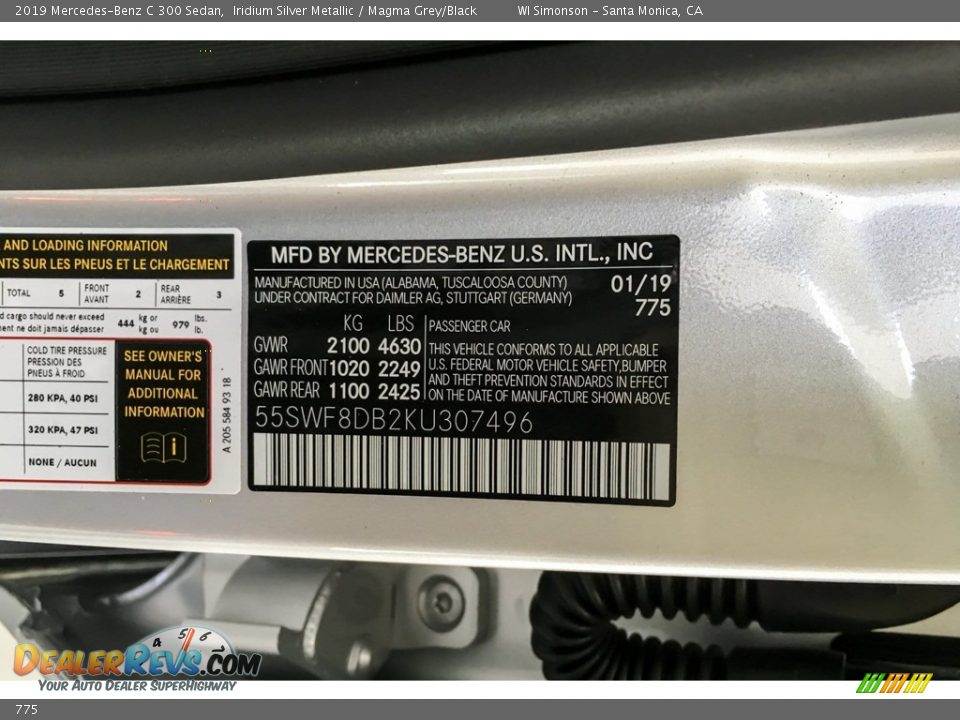 2019 Mercedes-Benz C 300 Sedan, Iridium Silver Metallic / Magma Grey/Black WI Simonson - Santa Monica, CA
AND LOADING INFORMATION
NTS SUR LES PNEUS ET LE CHARGEMENT
TOTAL 5 FRONT AVANT 2 REAR ARRIÈRE 3
d cargo should never exceed
ent ne doit jamais dépasser
444 kg or kg ou 979 lbs. lb.
COLD TIRE PRESSURE
PRESSION DES
PNEUS À FROID
280 KPA, 40 PSI
320 KPA, 47 PSI
NONE / AUCUN
SEE OWNER'S
MANUAL FOR
ADDITIONAL
INFORMATION
i
A 205 584 93 18
MFD BY MERCEDES-BENZ U.S. INTL., INC
MANUFACTURED IN USA (ALABAMA, TUSCALOOSA COUNTY)
UNDER CONTRACT FOR DAIMLER AG, STUTTGART (GERMANY)
01/19
775
KG LBS
GVWR 2100 4630
GAWR FRONT 1020 2249
GAWR REAR 1100 2425
PASSENGER CAR
THIS VEHICLE CONFORMS TO ALL APPLICABLE
U.S. FEDERAL MOTOR VEHICLE SAFETY,BUMPER
AND THEFT PREVENTION STANDARDS IN EFFECT
ON THE DATE OF MANUFACTURE SHOWN ABOVE
55SWF8DB2KU307496
4 5 6
DEALERREVS.COM
YOUR AUTO DEALER SUPERHIGHWAY
775